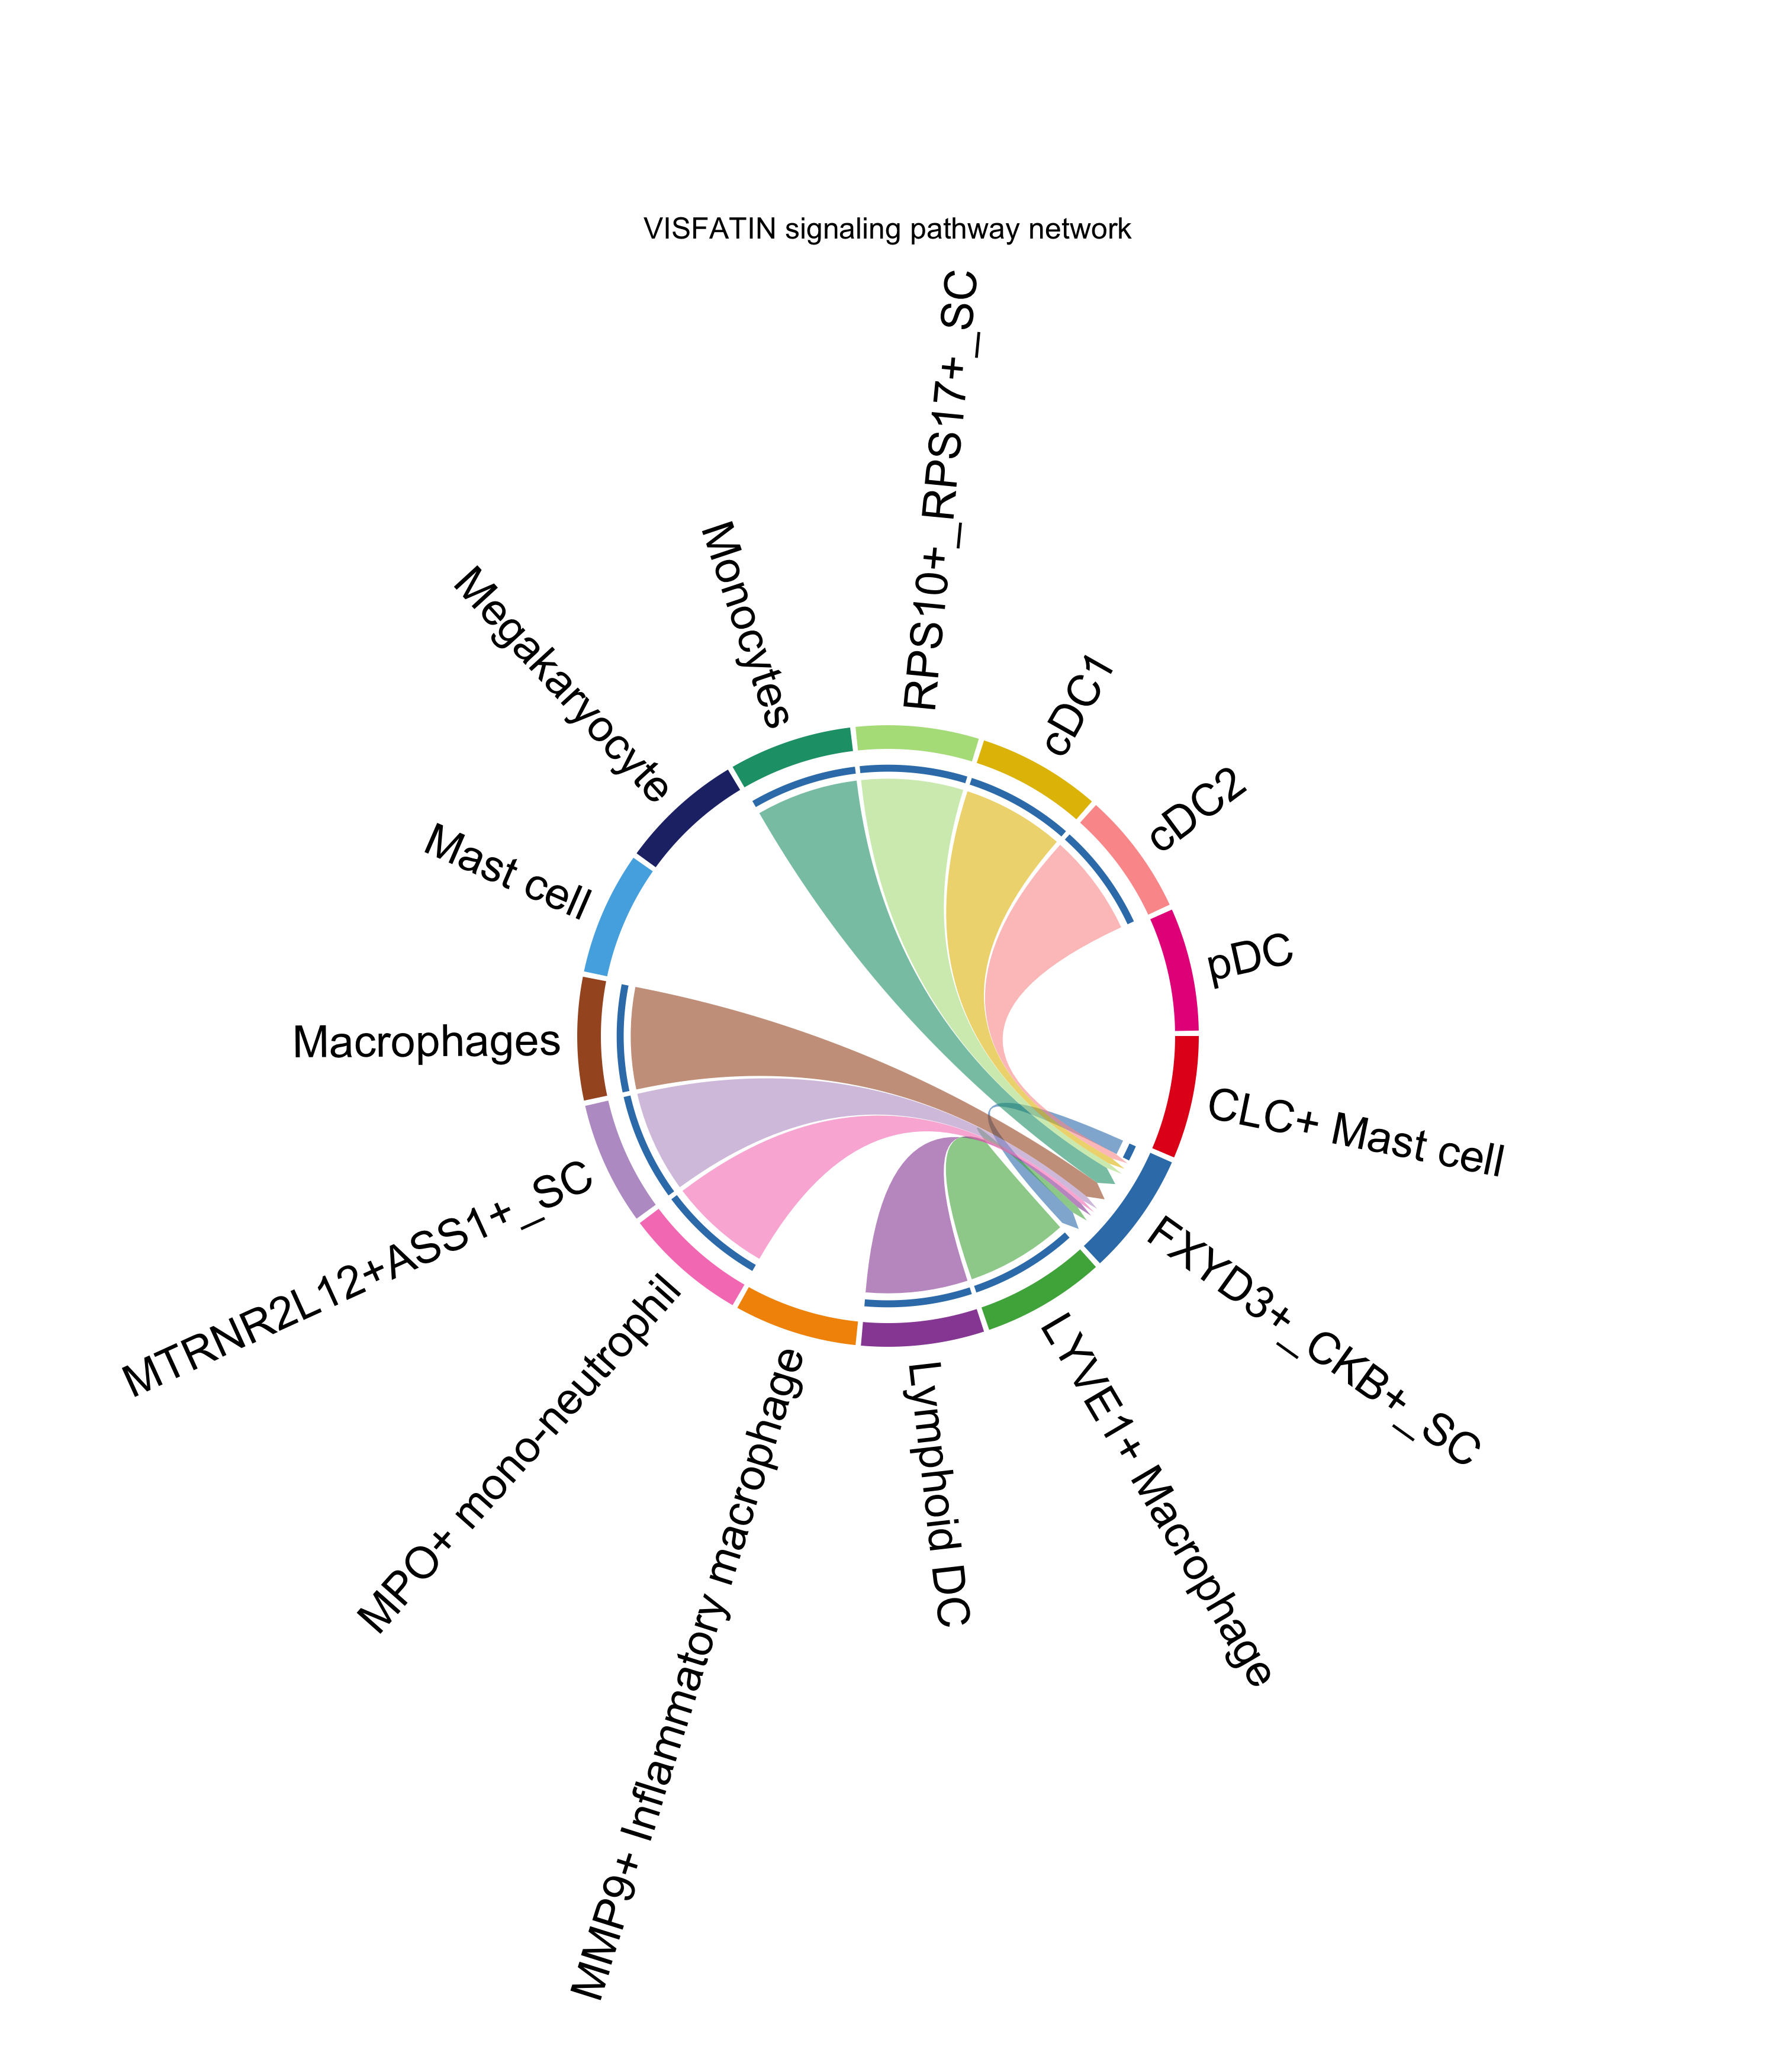 VISFATIN signaling pathway network
RPS10+_RPS17+_SC
cDC1
cDC2
pDC
CLC+ Mast cell
FXYD3+_CKB+_SC
LYVE1+ Macrophage
Lymphoid DC
MMP9+ Inflammatory macrophage
MPO+ mono-neutrophil
MTRNR2L12+ASS1+_SC
Macrophages
Mast cell
Megakaryocyte
Monocytes